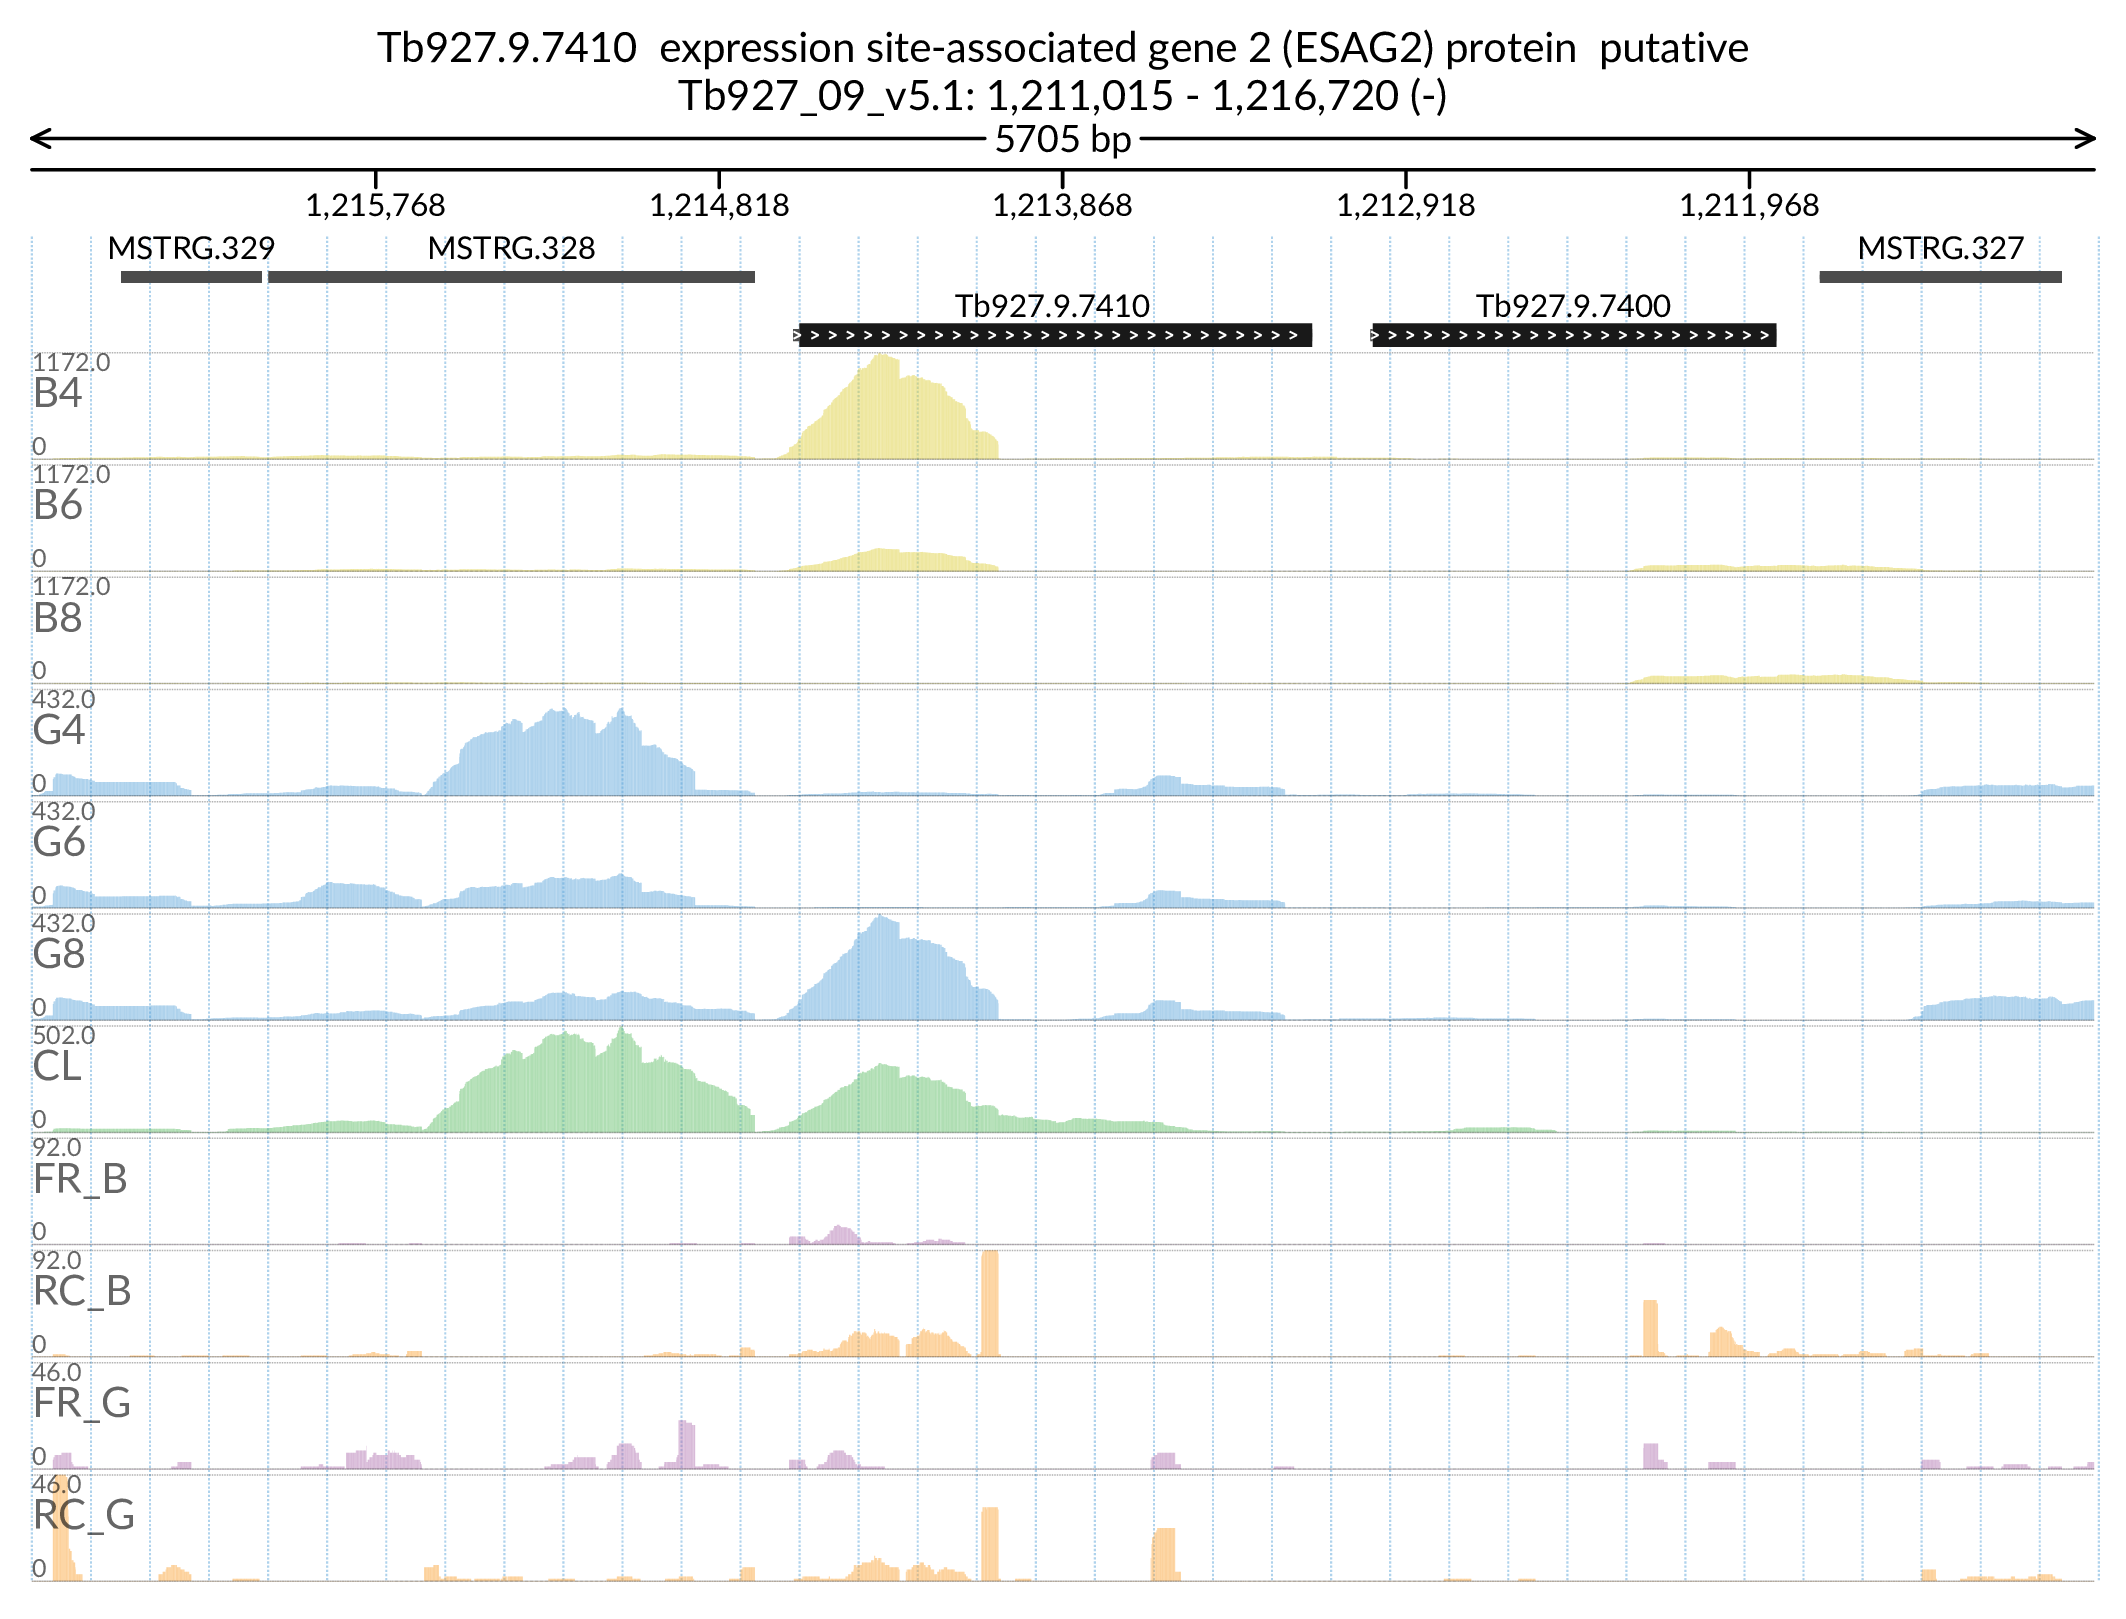 Tb927.9.7410  expression site-associated gene 2 (ESAG2) protein  putative
Tb927_09_v5.1: 1,211,015 - 1,216,720 (-)
5705 bp
1,215,768 1,214,818 1,213,868 1,212,918 1,211,968
MSTRG.329 MSTRG.328 MSTRG.327
Tb927.9.7410 Tb927.9.7400
1172.0
B4
0
1172.0
B6
0
1172.0
B8
0
432.0
G4
0
432.0
G6
0
432.0
G8
0
502.0
CL
0
92.0
FR_B
0
92.0
RC_B
0
46.0
FR_G
0
46.0
RC_G
0